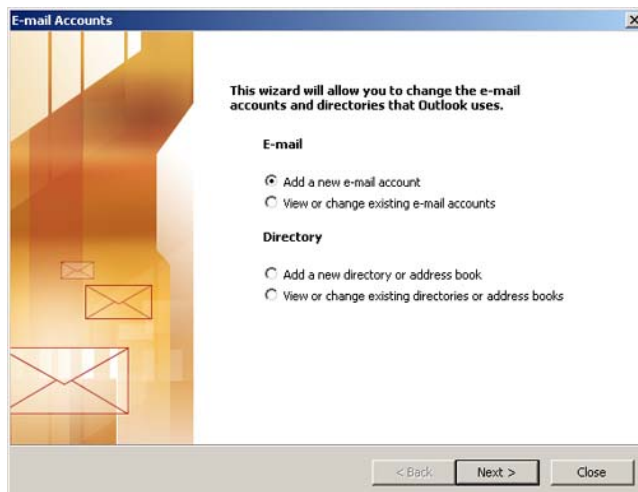 E-mail Accounts
This wizard will allow you to change the e-mail
accounts and directories that Outlook uses.
E-mail
Add a new e-mail account
View or change existing e-mail accounts
Directory
Add a new directory or address book
View or change existing directories or address books
< Back
Next >
Close